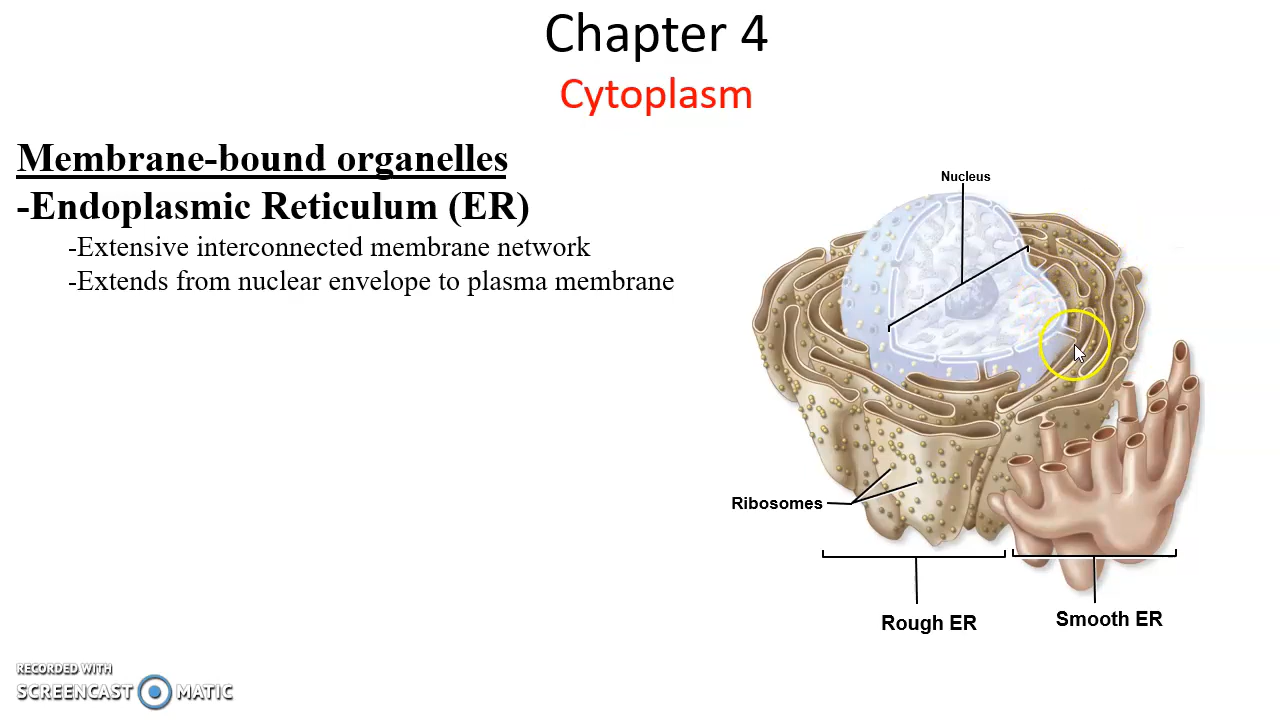 Chapter 4
Cytoplasm
Membrane-bound organelles
-Endoplasmic Reticulum (ER)
-Extensive interconnected membrane network
-Extends from nuclear envelope to plasma membrane
Nucleus
Ribosomes
Rough ER
Smooth ER
RECORDED WITH
SCREENCAST MATIC